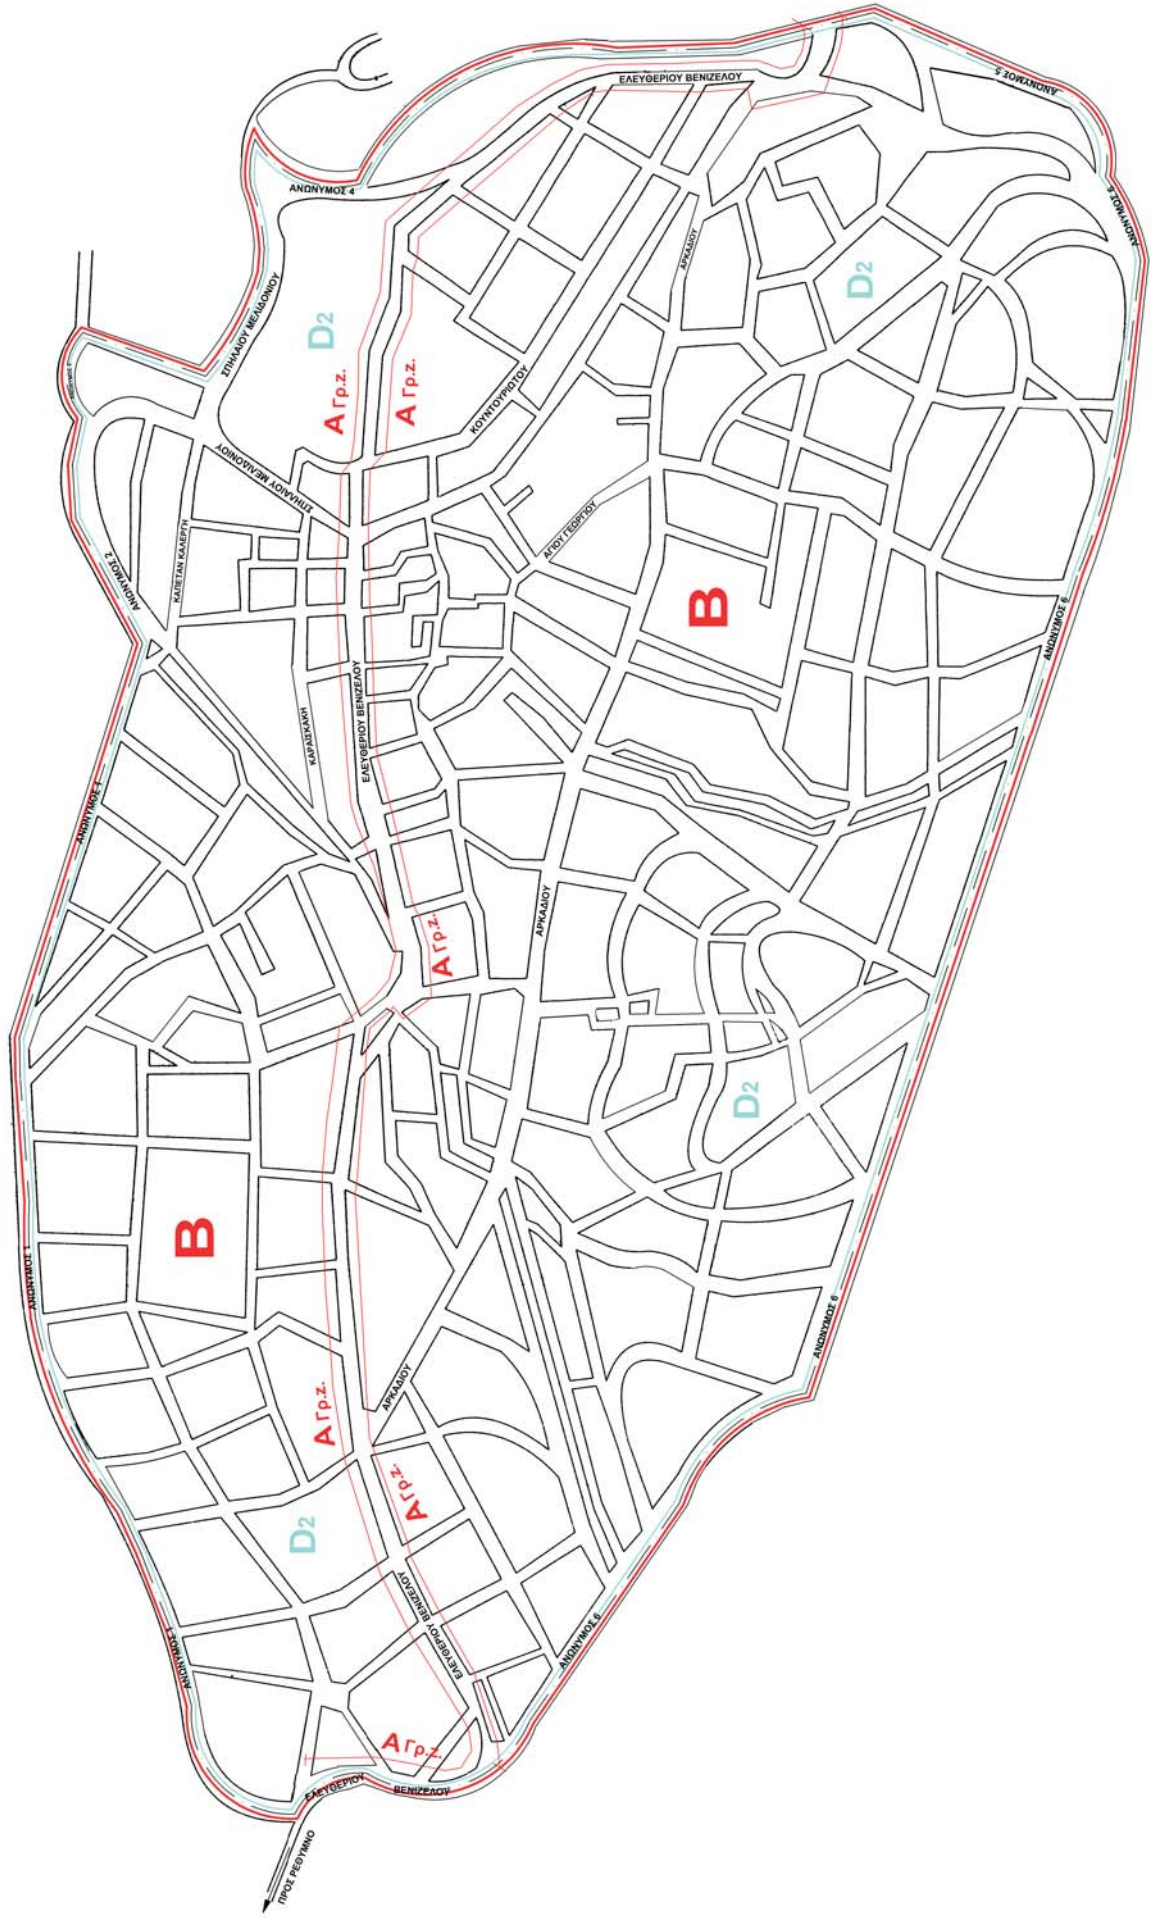 ΕΛΕΥΘΕΡΙΟΥ ΒΕΝΙΖΕΛΟΥ
ΑΝΩΝΥΜΟΣ 5
ΑΝΩΝΥΜΟΣ 4
ΑΝΩΝΥΜΟΣ 6
ΑΡΚΑΔΙΟΥ
D2
ΣΠΗΛΑΙΟΥ ΜΕΛΙΔΟΝΙΟΥ
D2
Α Γρ.z.
Α Γρ.z.
ΚΟΥΝΤΟΥΡΙΩΤΟΥ
ΣΠΗΛΑΙΟΥ ΜΕΛΙΔΟΝΙΟΥ
ΑΓΙΟΥ ΓΕΩΡΓΙΟΥ
ΚΑΠΕΤΑΝ ΚΑΛΕΡΓΗ
ΑΝΩΝΥΜΟΣ 2
B
ΑΝΩΝΥΜΟΣ 6
ΕΛΕΥΘΕΡΙΟΥ ΒΕΝΙΖΕΛΟΥ
ΚΑΡΑΪΣΚΑΚΗ
ΑΝΩΝΥΜΟΣ 1
ΑΡΚΑΔΙΟΥ
Α Γρ.z.
D2
B
ΑΝΩΝΥΜΟΣ 1
ΑΝΩΝΥΜΟΣ 6
ΑΡΚΑΔΙΟΥ
Α Γρ.z.
Α Γρ.z.
D2
ΕΛΕΥΘΕΡΙΟΥ ΒΕΝΙΖΕΛΟΥ
ΑΝΩΝΥΜΟΣ 1
ΑΝΩΝΥΜΟΣ 6
Α Γρ.z.
ΕΛΕΥΘΕΡΙΟΥ
ΒΕΝΙΖΕΛΟΥ
ΠΡΟΣ ΡΕΘΥΜΝΟ